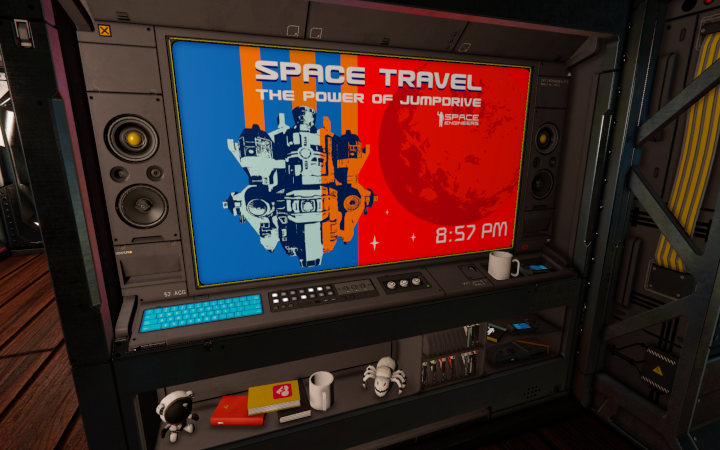 SPACE TRAVEL
THE POWER OF JUMPDRIVE
SPACE
ENGINEERS
8:57 PM